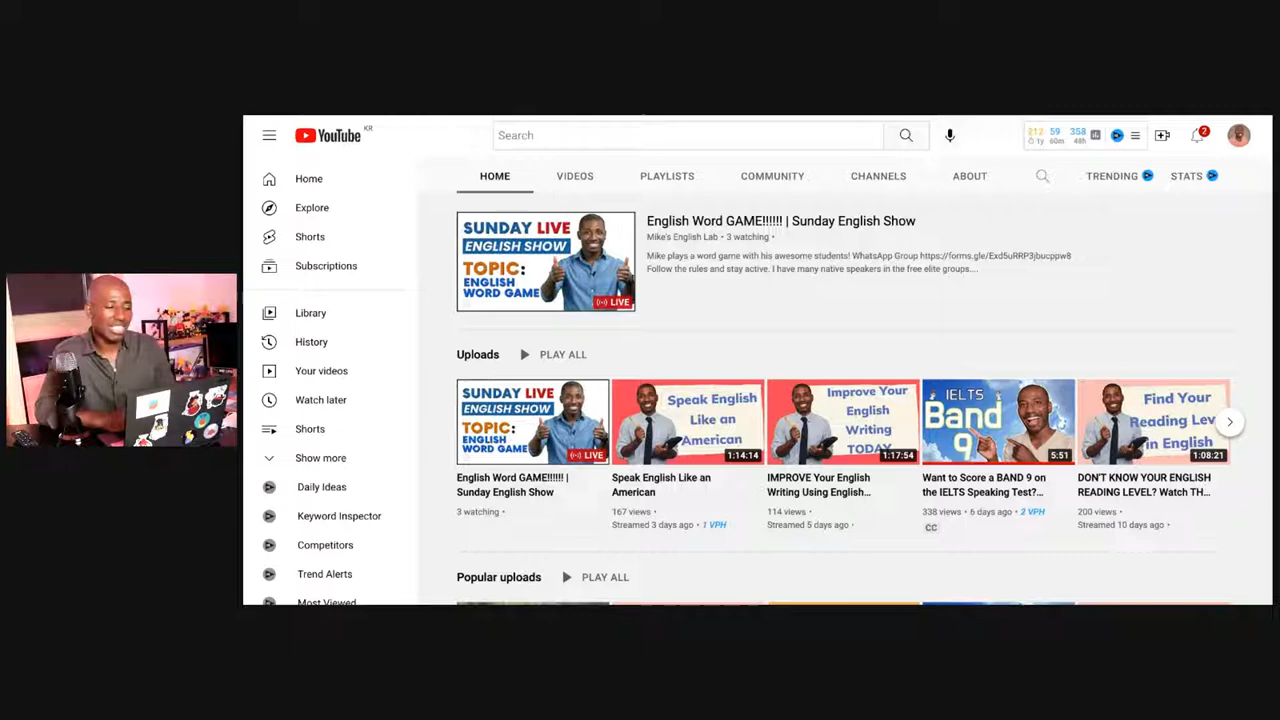 YouTube KR
Search
212 59 358
1y 60m 48h
2
Home
Explore
Shorts
Subscriptions
Library
History
Your videos
Watch later
Shorts
Show more
Daily Ideas
Keyword Inspector
Competitors
Trend Alerts
Most Viewed
HOME VIDEOS PLAYLISTS COMMUNITY CHANNELS ABOUT TRENDING STATS
SUNDAY LIVE
ENGLISH SHOW
TOPIC:
ENGLISH
WORD GAME
LIVE
English Word GAME!!!!!! | Sunday English Show
Mike's English Lab • 3 watching •
Mike plays a word game with his awesome students! WhatsApp Group https://forms.gle/Exd5uRRP3jbucppw8
Follow the rules and stay active. I have many native speakers in the free elite groups....
Uploads PLAY ALL
SUNDAY LIVE
ENGLISH SHOW
TOPIC:
ENGLISH
WORD GAME
LIVE
English Word GAME!!!!!! |
Sunday English Show
3 watching •
Speak English
Like an
American
1:14:14
Speak English Like an
American
167 views •
Streamed 3 days ago • 1 VPH
Improve Your
English
Writing
TODAY
1:17:54
IMPROVE Your English
Writing Using English...
114 views •
Streamed 5 days ago •
IELTS
Band
9
5:51
Want to Score a BAND 9 on
the IELTS Speaking Test?...
338 views • 6 days ago • 2 VPH
CC
Find Your
Reading Lev
in English
1:08:21
DON'T KNOW YOUR ENGLISH
READING LEVEL? Watch TH...
200 views •
Streamed 10 days ago •
Popular uploads PLAY ALL